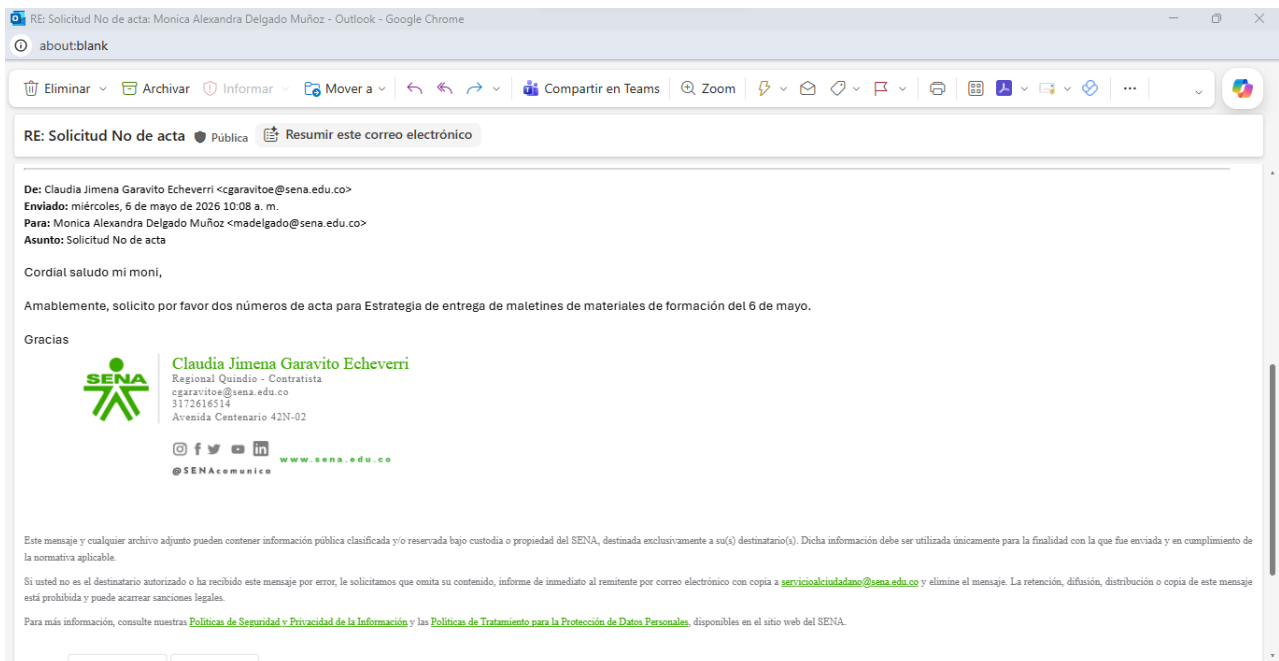 RE: Solicitud No de acta: Monica Alexandra Delgado Muñoz - Outlook - Google Chrome
about:blank
Eliminar Archivar Informar Mover a Compartir en Teams Zoom
RE: Solicitud No de acta Pública Resumir este correo electrónico
De: Claudia Jimena Garavito Echeverri <cgaravitoe@sena.edu.co>
Enviado: miércoles, 6 de mayo de 2026 10:08 a. m.
Para: Monica Alexandra Delgado Muñoz <madelgado@sena.edu.co>
Asunto: Solicitud No de acta
Cordial saludo mi moni,
Amablemente, solicito por favor dos números de acta para Estrategia de entrega de maletines de materiales de formación del 6 de mayo.
Gracias
SENA
Claudia Jimena Garavito Echeverri
Regional Quindio - Contratista
cgaravitoe@sena.edu.co
3172616514
Avenida Centenario 42N-02
www.sena.edu.co
@SENAcomunica
Este mensaje y cualquier archivo adjunto pueden contener información pública clasificada y/o reservada bajo custodia o propiedad del SENA, destinada exclusivamente a su(s) destinatario(s). Dicha información debe ser utilizada únicamente para la finalidad con la que fue enviada y en cumplimiento de
la normativa aplicable.
Si usted no es el destinatario autorizado o ha recibido este mensaje por error, le solicitamos que omita su contenido, informe de inmediato al remitente por correo electrónico con copia a servicioalciudadano@sena.edu.co y elimine el mensaje. La retención, difusión, distribución o copia de este mensaje
está prohibida y puede acarrear sanciones legales.
Para más información, consulte nuestras Políticas de Seguridad y Privacidad de la Información y las Políticas de Tratamiento para la Protección de Datos Personales, disponibles en el sitio web del SENA.